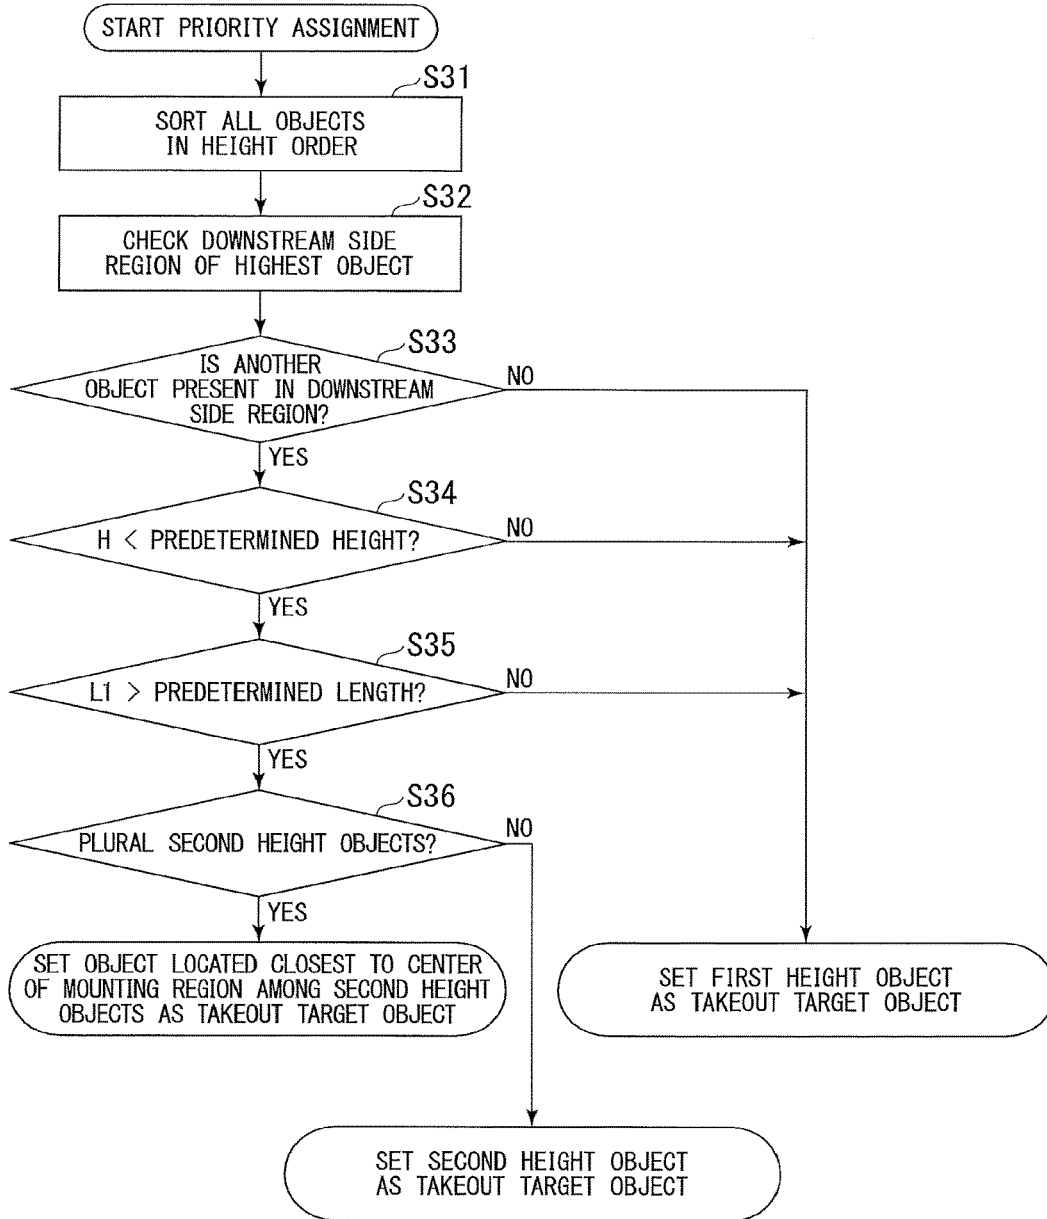 START PRIORITY ASSIGNMENT
S31
SORT ALL OBJECTS
IN HEIGHT ORDER
S32
CHECK DOWNSTREAM SIDE
REGION OF HIGHEST OBJECT
S33
IS ANOTHER
OBJECT PRESENT IN DOWNSTREAM
SIDE REGION?
NO
YES
S34
H < PREDETERMINED HEIGHT?
NO
YES
S35
L1 > PREDETERMINED LENGTH?
NO
YES
S36
PLURAL SECOND HEIGHT OBJECTS?
NO
YES
SET OBJECT LOCATED CLOSEST TO CENTER
OF MOUNTING REGION AMONG SECOND HEIGHT
OBJECTS AS TAKEOUT TARGET OBJECT
SET FIRST HEIGHT OBJECT
AS TAKEOUT TARGET OBJECT
SET SECOND HEIGHT OBJECT
AS TAKEOUT TARGET OBJECT